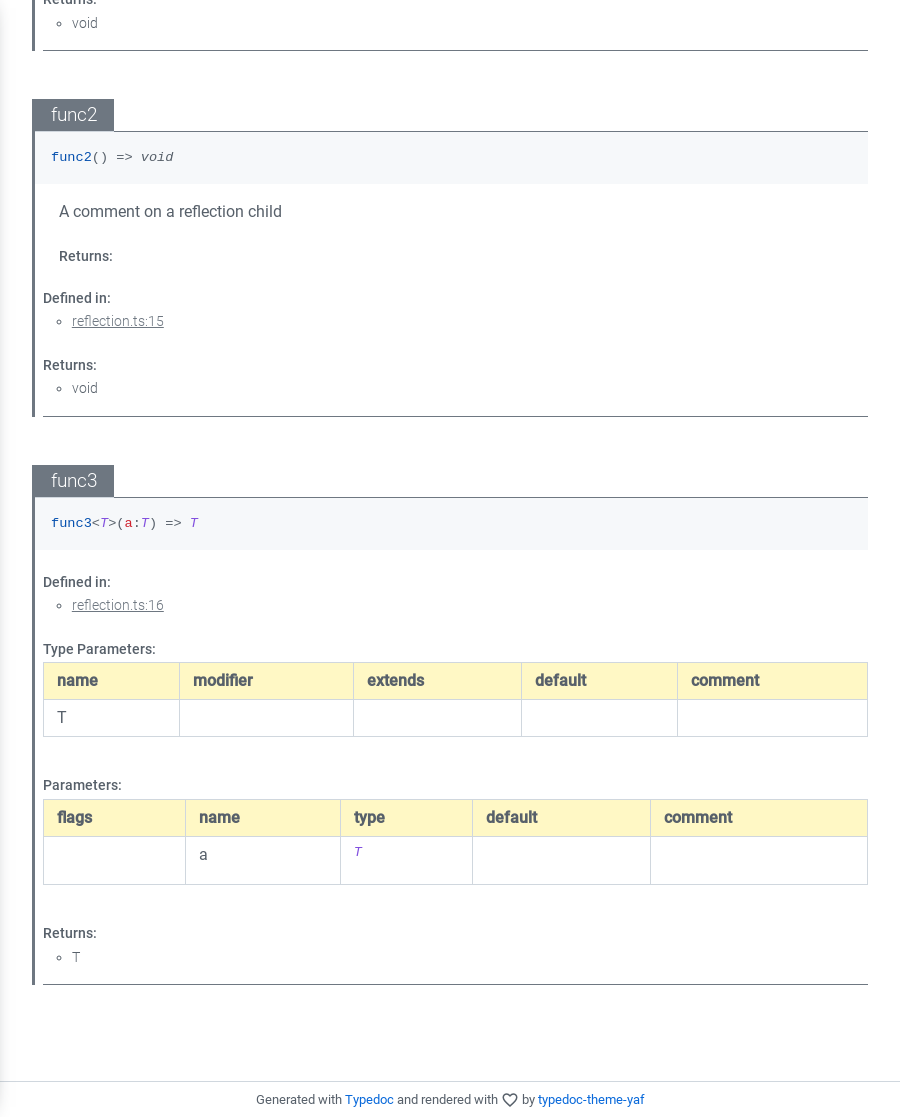 Returns:
void
func2
func2() => void
A comment on a reflection child
Returns:
Defined in:
reflection.ts:15
Returns:
void
func3
func3<T>(a:T) => T
Defined in:
reflection.ts:16
Type Parameters:
name modifier extends default comment
T
Parameters:
flags name type default comment
a T
Returns:
T
Generated with Typedoc and rendered with ♡ by typedoc-theme-yaf